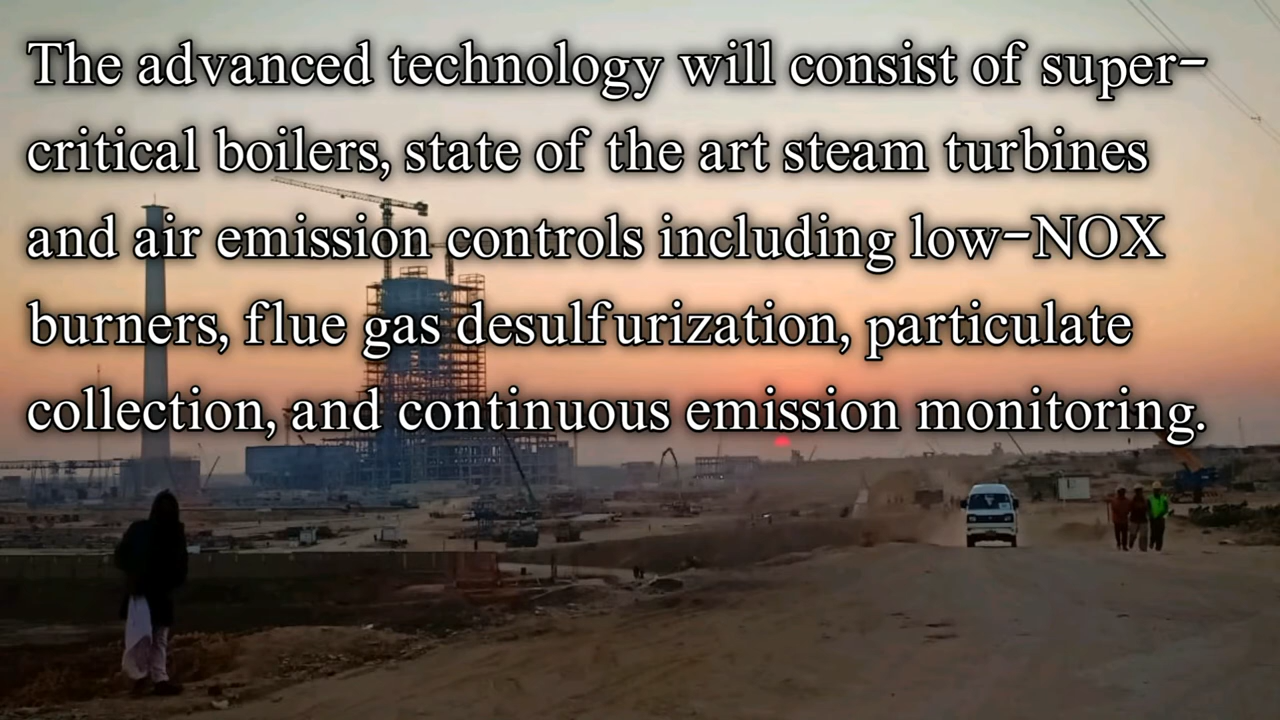 The advanced technology will consist of super-
critical boilers, state of the art steam turbines
and air emission controls including low-NOX
burners, flue gas desulfurization, particulate
collection, and continuous emission monitoring.